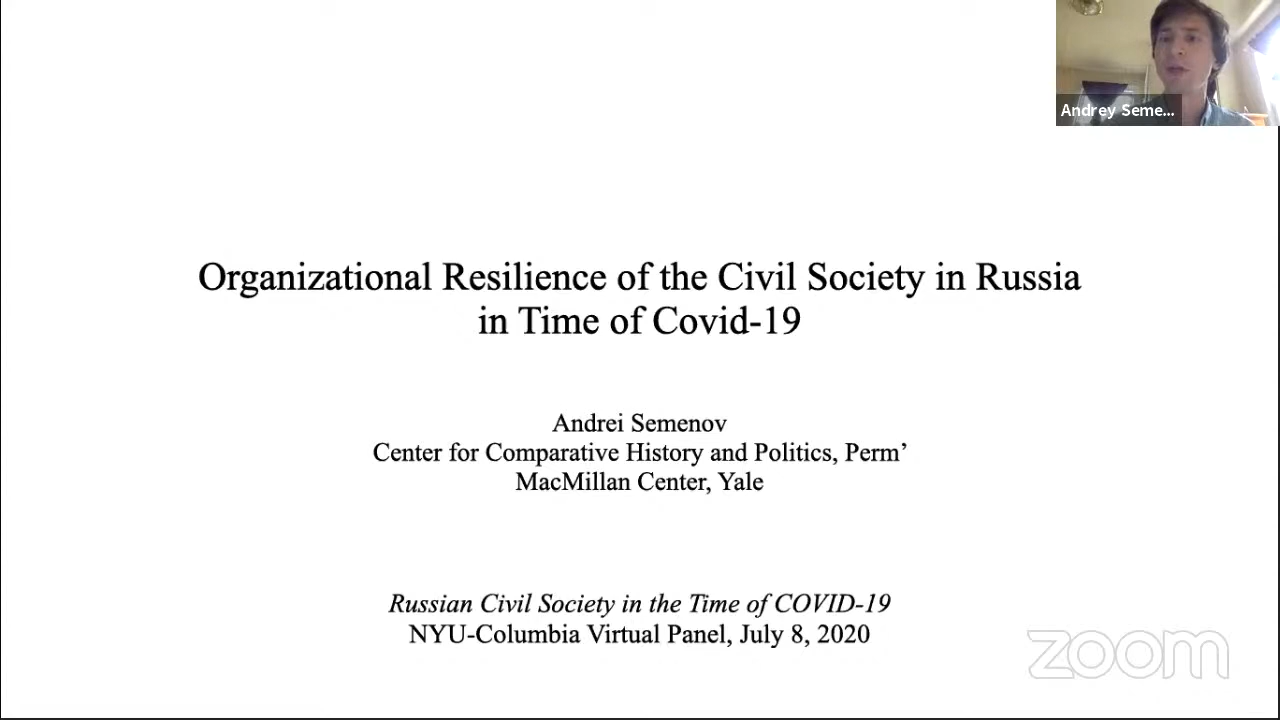 Andrey Seme...
Organizational Resilience of the Civil Society in Russia
in Time of Covid-19
Andrei Semenov
Center for Comparative History and Politics, Perm’
MacMillan Center, Yale
Russian Civil Society in the Time of COVID-19
NYU-Columbia Virtual Panel, July 8, 2020
zoom